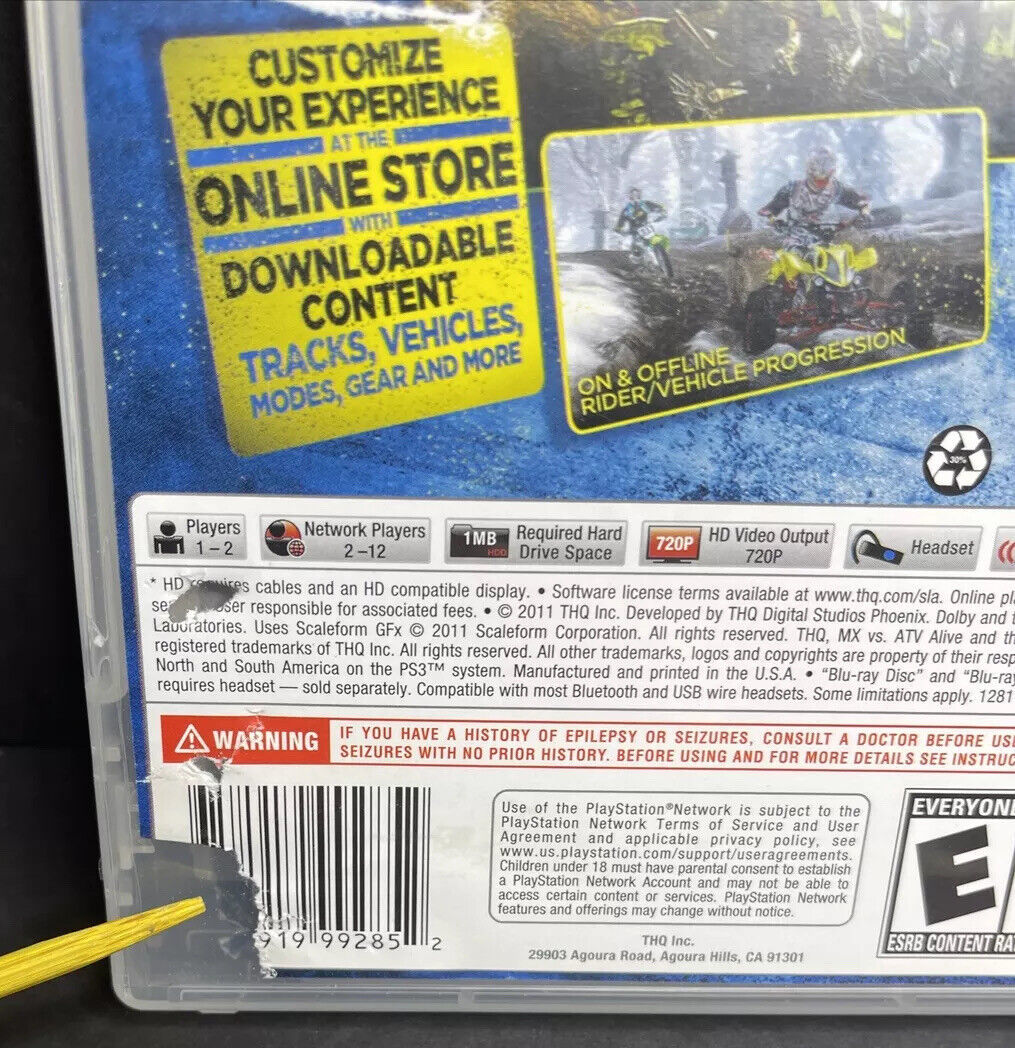 CUSTOMIZE
YOUR EXPERIENCE
AT THE
ONLINE STORE
WITH
DOWNLOADABLE
CONTENT
TRACKS, VEHICLES,
MODES, GEAR AND MORE
ON & OFFLINE
RIDER/VEHICLE PROGRESSION
30%
Players
1 – 2
Network Players
2 – 12
1MB
HDD
Required Hard
Drive Space
720P
HD Video Output
720P
Headset
* HD cables and an HD compatible display. • Software license terms available at www.thq.com/sla. Online
responsible for associated fees. • © 2011 THQ Inc. Developed by THQ Digital Studios Phoenix. Dolby and
Laboratories. Uses Scaleform GFx © 2011 Scaleform Corporation. All rights reserved. THQ, MX vs. ATV Alive and
registered trademarks of THQ Inc. All rights reserved. All other trademarks, logos and copyrights are property of their
North and South America on the PS3™ system. Manufactured and printed in the U.S.A. • “Blu-ray Disc” and “Blu-ray
requires headset — sold separately. Compatible with most Bluetooth and USB wire headsets. Some limitations apply. 1281
WARNING
IF YOU HAVE A HISTORY OF EPILEPSY OR SEIZURES, CONSULT A DOCTOR BEFORE
SEIZURES WITH NO PRIOR HISTORY. BEFORE USING AND FOR MORE DETAILS SEE
919 99285 2
Use of the PlayStation®Network is subject to the
PlayStation Network Terms of Service and User
Agreement and applicable privacy policy, see
www.us.playstation.com/support/useragreements.
Children under 18 must have parental consent to establish
a PlayStation Network Account and may not be able to
access certain content or services. PlayStation Network
features and offerings may change without notice.
THQ Inc.
29903 Agoura Road, Agoura Hills, CA 91301
EVERYONE
E
ESRB CONTENT